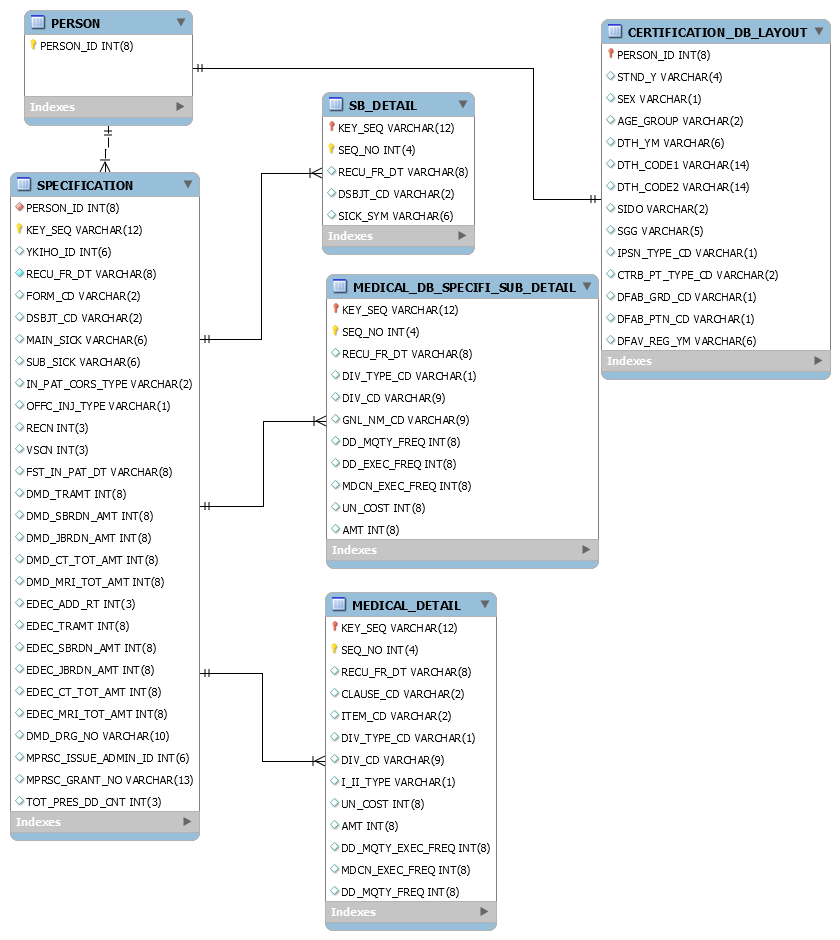 PERSON
PERSON_ID INT(8)
Indexes
SPECIFICATION
PERSON_ID INT(8)
KEY_SEQ VARCHAR(12)
YKIHO_ID INT(6)
RECU_FR_DT VARCHAR(8)
FORM_CD VARCHAR(2)
DSBJT_CD VARCHAR(2)
MAIN_SICK VARCHAR(6)
SUB_SICK VARCHAR(6)
IN_PAT_CORS_TYPE VARCHAR(2)
OFFC_INJ_TYPE VARCHAR(1)
RECN INT(3)
VSCN INT(3)
FST_IN_PAT_DT VARCHAR(8)
DMD_TRAMT INT(8)
DMD_SBRDN_AMT INT(8)
DMD_JBRDN_AMT INT(8)
DMD_CT_TOT_AMT INT(8)
DMD_MRI_TOT_AMT INT(8)
EDEC_ADD_RT INT(3)
EDEC_TRAMT INT(8)
EDEC_SBRDN_AMT INT(8)
EDEC_JBRDN_AMT INT(8)
EDEC_CT_TOT_AMT INT(8)
EDEC_MRI_TOT_AMT INT(8)
DMD_DRG_NO VARCHAR(10)
MPRSC_ISSUE_ADMIN_ID INT(6)
MPRSC_GRANT_NO VARCHAR(13)
TOT_PRES_DD_CNT INT(3)
Indexes
SB_DETAIL
KEY_SEQ VARCHAR(12)
SEQ_NO INT(4)
RECU_FR_DT VARCHAR(8)
DSBJT_CD VARCHAR(2)
SICK_SYM VARCHAR(6)
Indexes
MEDICAL_DB_SPECIFI_SUB_DETAIL
KEY_SEQ VARCHAR(12)
SEQ_NO INT(4)
RECU_FR_DT VARCHAR(8)
DIV_TYPE_CD VARCHAR(1)
DIV_CD VARCHAR(9)
GNL_NM_CD VARCHAR(9)
DD_MQTY_FREQ INT(8)
DD_EXEC_FREQ INT(8)
MDCN_EXEC_FREQ INT(8)
UN_COST INT(8)
AMT INT(8)
Indexes
MEDICAL_DETAIL
KEY_SEQ VARCHAR(12)
SEQ_NO INT(4)
RECU_FR_DT VARCHAR(8)
CLAUSE_CD VARCHAR(2)
ITEM_CD VARCHAR(2)
DIV_TYPE_CD VARCHAR(1)
DIV_CD VARCHAR(9)
I_II_TYPE VARCHAR(1)
UN_COST INT(8)
AMT INT(8)
DD_MQTY_EXEC_FREQ INT(8)
MDCN_EXEC_FREQ INT(8)
DD_MQTY_FREQ INT(8)
Indexes
CERTIFICATION_DB_LAYOUT
PERSON_ID INT(8)
STND_Y VARCHAR(4)
SEX VARCHAR(1)
AGE_GROUP VARCHAR(2)
DTH_YM VARCHAR(6)
DTH_CODE1 VARCHAR(14)
DTH_CODE2 VARCHAR(14)
SIDO VARCHAR(2)
SGG VARCHAR(5)
IPSN_TYPE_CD VARCHAR(1)
CTRB_PT_TYPE_CD VARCHAR(2)
DFAB_GRD_CD VARCHAR(1)
DFAB_PTN_CD VARCHAR(1)
DFAV_REG_YM VARCHAR(6)
Indexes